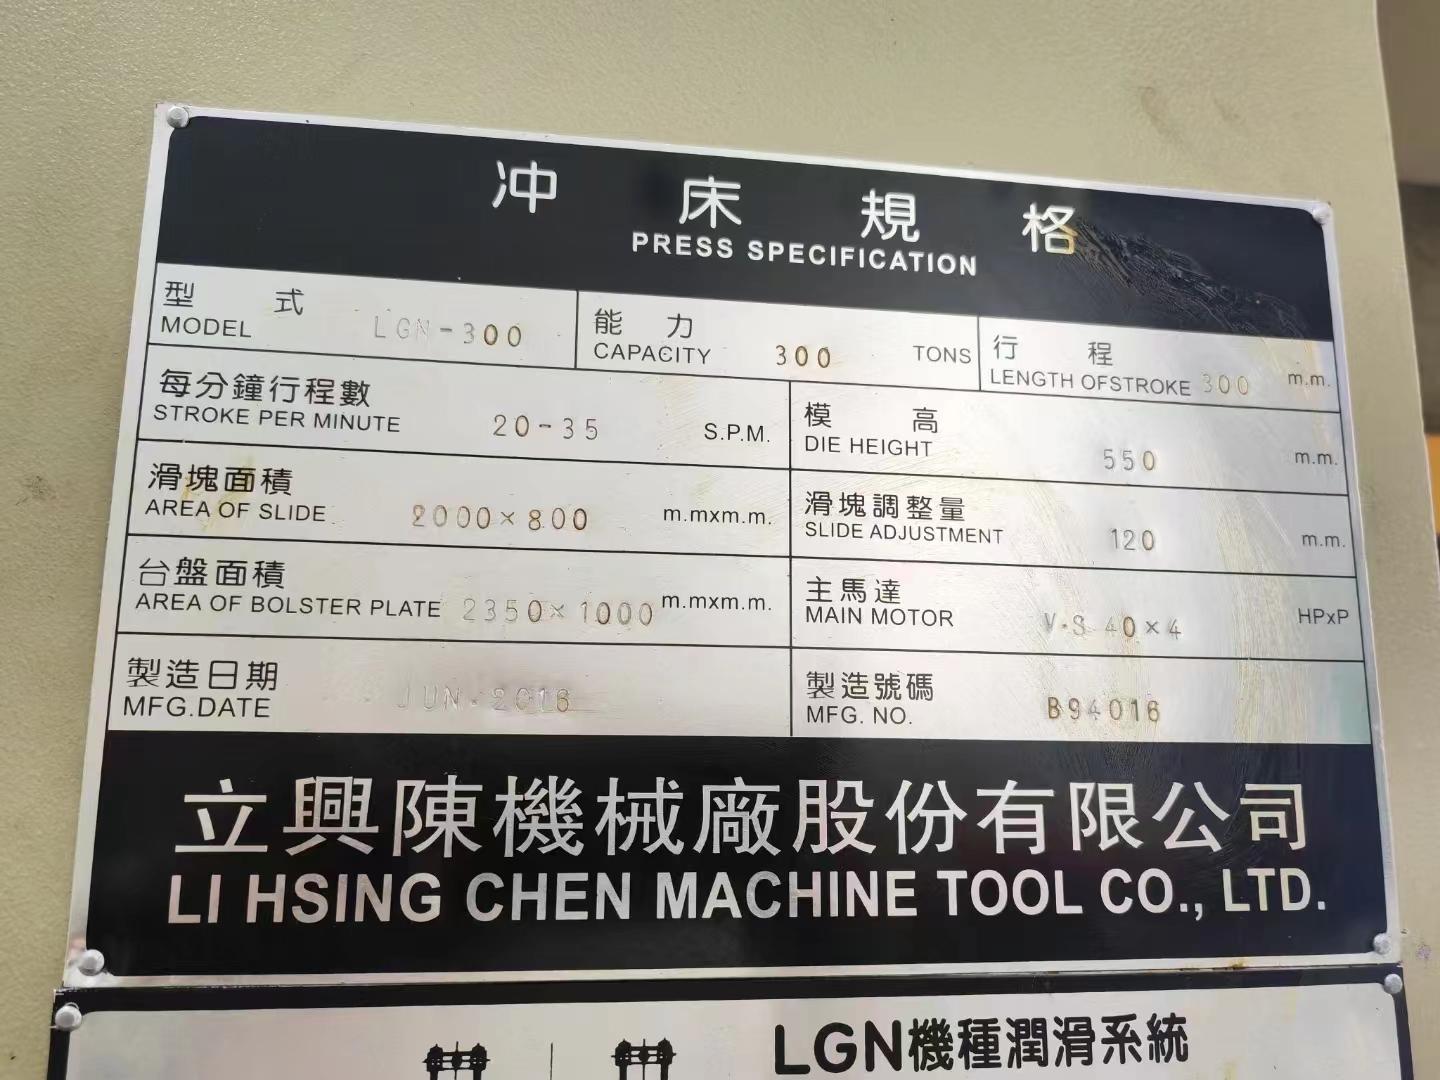 冲床規格
PRESS SPECIFICATION
型式 MODEL LGN-300
能力 CAPACITY 300 TONS
行程 LENGTH OFSTROKE 300 m.m.
每分鐘行程數 STROKE PER MINUTE 20-35 S.P.M.
模高 DIE HEIGHT 550 m.m.
滑塊面積 AREA OF SLIDE 2000×800 m.mxm.m.
滑塊調整量 SLIDE ADJUSTMENT 120 m.m.
台盤面積 AREA OF BOLSTER PLATE 2350×1000 m.mxm.m.
主馬達 MAIN MOTOR V·S 40×4 HPxP
製造日期 MFG.DATE JUN·2016
製造號碼 MFG. NO. B94016
立興陳機械廠股份有限公司
LI HSING CHEN MACHINE TOOL CO., LTD.
LGN機種潤滑系統